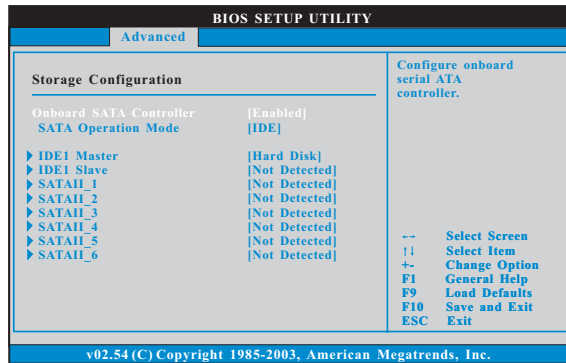 BIOS SETUP UTILITY
Advanced
Storage Configuration
Onboard SATA Controller [Enabled]
SATA Operation Mode [IDE]
IDE1 Master [Hard Disk]
IDE1 Slave [Not Detected]
SATAII_1 [Not Detected]
SATAII_2 [Not Detected]
SATAII_3 [Not Detected]
SATAII_4 [Not Detected]
SATAII_5 [Not Detected]
SATAII_6 [Not Detected]
Configure onboard
serial ATA
controller.
←→ Select Screen
↑↓ Select Item
+- Change Option
F1 General Help
F9 Load Defaults
F10 Save and Exit
ESC Exit
v02.54 (C) Copyright 1985-2003, American Megatrends, Inc.